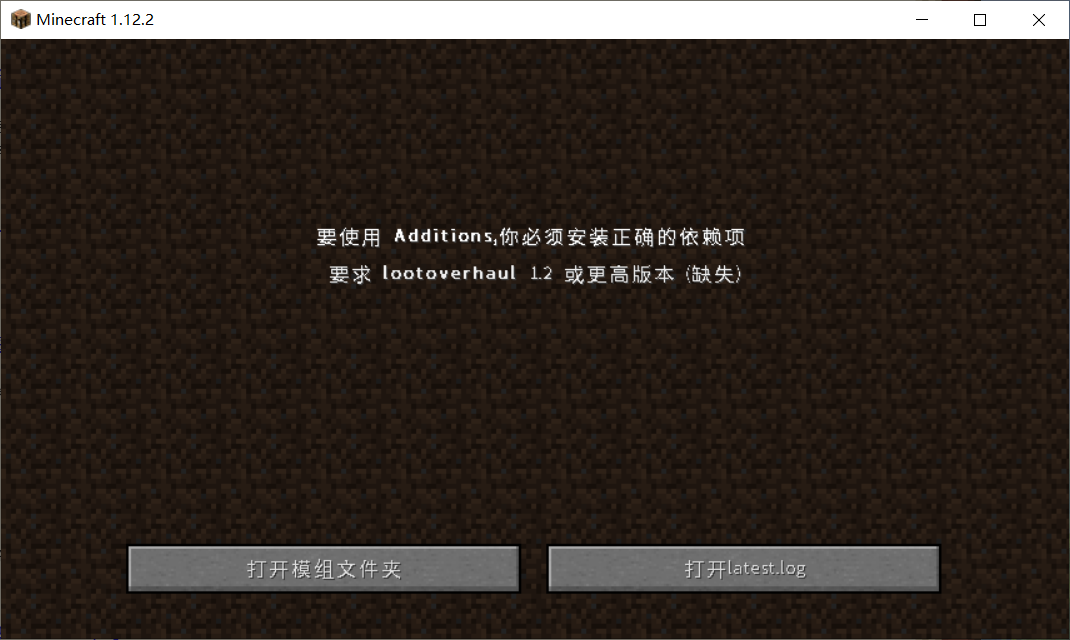 Minecraft 1.12.2
要使用 Additions,你必须安装正确的依赖项
要求 lootoverhaul 1.2 或更高版本 (缺失)
打开模组文件夹
打开latest.log